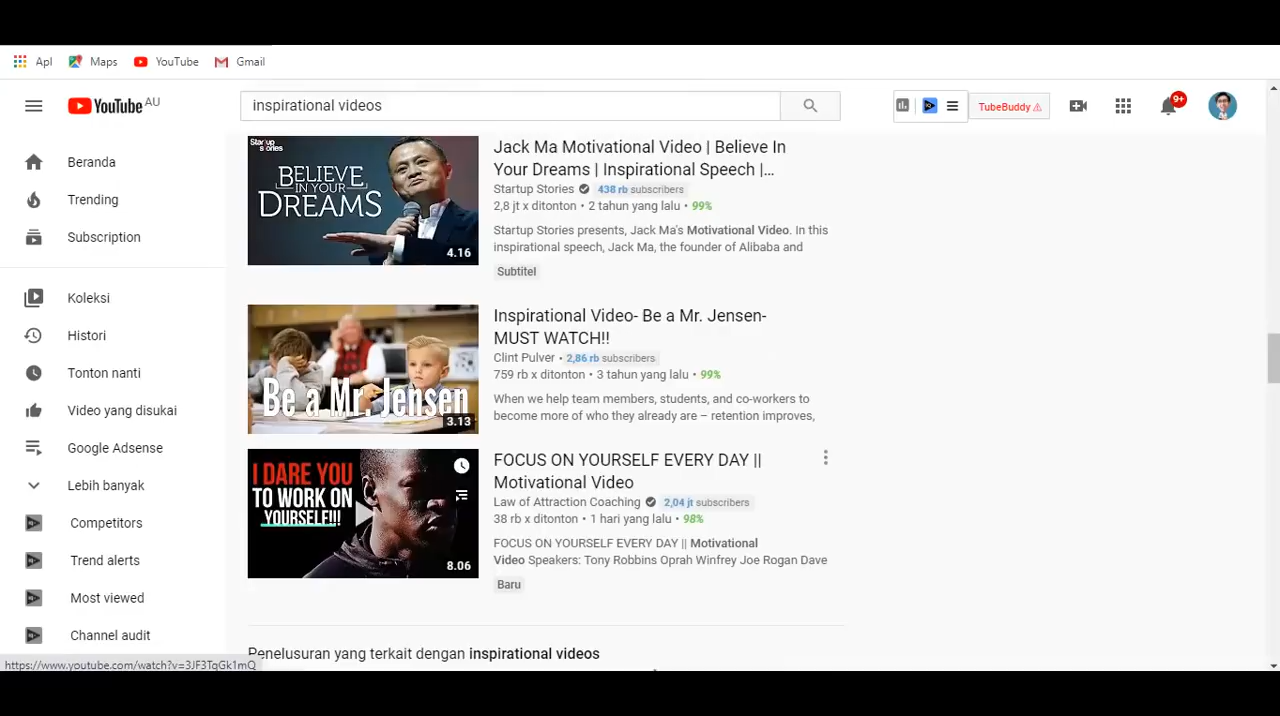 Apl Maps YouTube Gmail
YouTube AU inspirational videos 9+ TubeBuddy
Beranda
Trending
Subscription
Koleksi
Histori
Tonton nanti
Video yang disukai
Google Adsense
Lebih banyak
Competitors
Trend alerts
Most viewed
Channel audit
Startup stories
BELIEVE
IN YOUR
DREAMS
4.16
Jack Ma Motivational Video | Believe In
Your Dreams | Inspirational Speech |...
Startup Stories 438 rb subscribers
2,8 jt x ditonton • 2 tahun yang lalu • 99%
Startup Stories presents, Jack Ma's Motivational Video. In this
inspirational speech, Jack Ma, the founder of Alibaba and
Subtitel
Be a Mr. Jensen
3.13
Inspirational Video- Be a Mr. Jensen-
MUST WATCH!!
Clint Pulver • 2,86 rb subscribers
759 rb x ditonton • 3 tahun yang lalu • 99%
When we help team members, students, and co-workers to
become more of who they already are – retention improves,
I DARE YOU
TO WORK ON
YOURSELF!!!
8.06
FOCUS ON YOURSELF EVERY DAY ||
Motivational Video
Law of Attraction Coaching 2,04 jt subscribers
38 rb x ditonton • 1 hari yang lalu • 98%
FOCUS ON YOURSELF EVERY DAY || Motivational
Video Speakers: Tony Robbins Oprah Winfrey Joe Rogan Dave
Baru
Penelusuran yang terkait dengan inspirational videos
https://www.youtube.com/watch?v=3JF3TqGk1mQ